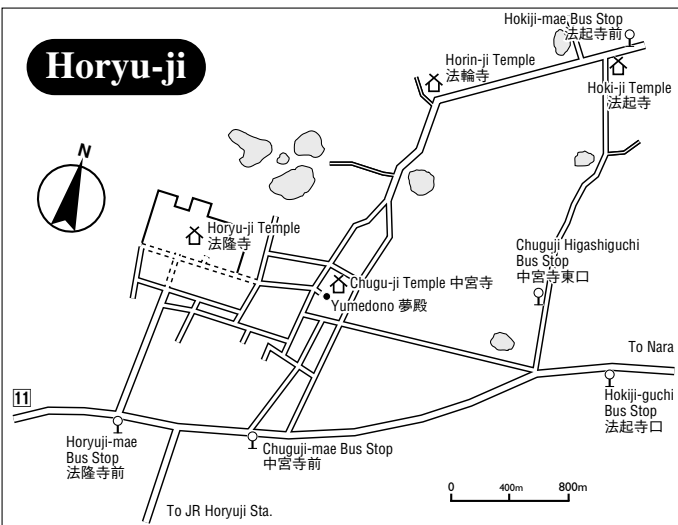 Horyu-ji
Hokiji-mae Bus Stop
法起寺前
Horin-ji Temple
法輪寺
Hoki-ji Temple
法起寺
N
Horyu-ji Temple
法隆寺
Chuguji Higashiguchi
Bus Stop
中宮寺東口
Chugu-ji Temple 中宮寺
Yumedono 夢殿
To Nara
11
Hokiji-guchi
Bus Stop
法起寺口
Horyuji-mae
Bus Stop
法隆寺前
Chuguji-mae Bus Stop
中宮寺前
To JR Horyuji Sta.
0 400m 800m